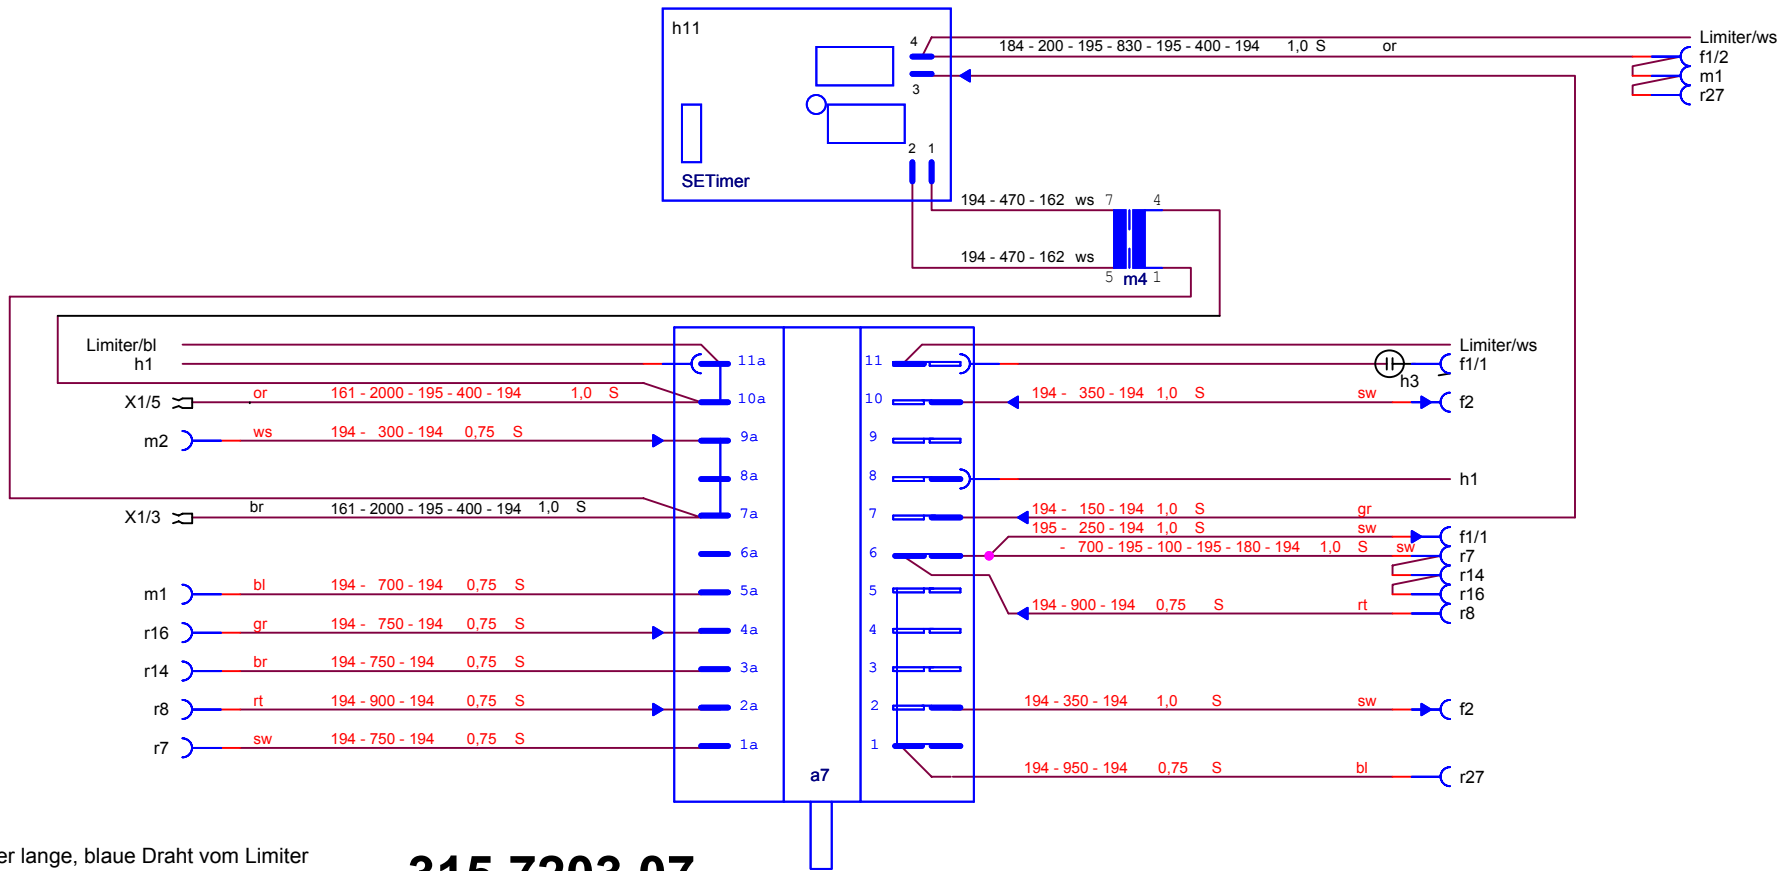 h11
4
184 - 200 - 195 - 830 - 195 - 400 - 194 1,0 S or
Limiter/ws
f1/2
m1
r27
3
2 1
SETimer
194 - 470 - 162 ws 7 4
194 - 470 - 162 ws
5 m4 1
Limiter/bl
h1
11a
11
Limiter/ws
f1/1
h3
X1/5 or 161 - 2000 - 195 - 400 - 194 1,0 S 10a
10 194 - 350 - 194 1,0 S sw f2
m2 ws 194 - 300 - 194 0,75 S 9a
9
8a
8 h1
X1/3 br 161 - 2000 - 195 - 400 - 194 1,0 S 7a
7 194 - 150 - 194 1,0 S gr
195 - 250 - 194 1,0 S sw f1/1
6a
6 - 700 - 195 - 100 - 195 - 180 - 194 1,0 S sw r7
r14
r16
m1 bl 194 - 700 - 194 0,75 S 5a
5
194 - 900 - 194 0,75 S rt r8
r16 gr 194 - 750 - 194 0,75 S 4a
4
r14 br 194 - 750 - 194 0,75 S 3a
3
r8 rt 194 - 900 - 194 0,75 S 2a
2 194 - 350 - 194 1,0 S sw f2
r7 sw 194 - 750 - 194 0,75 S 1a
1
194 - 950 - 194 0,75 S bl r27
a7
er lange, blaue Draht vom Limiter
315.7203.07